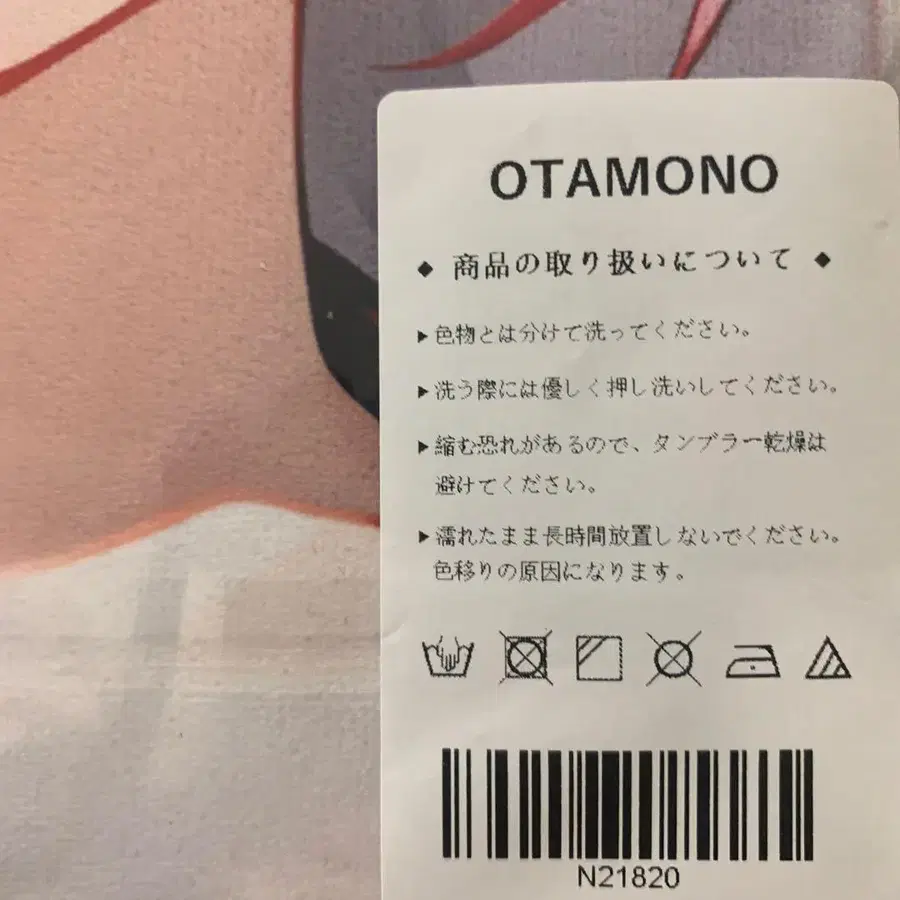 OTAMONO
◆ 商品の取り扱いについて ◆
▶色物とは分けて洗ってください。
▶洗う際には優しく押し洗いしてください。
▶縮む恐れがあるので、タンブラー乾燥は
避けてください。
▶濡れたまま長時間放置しないでください。
色移りの原因になります。
N21820